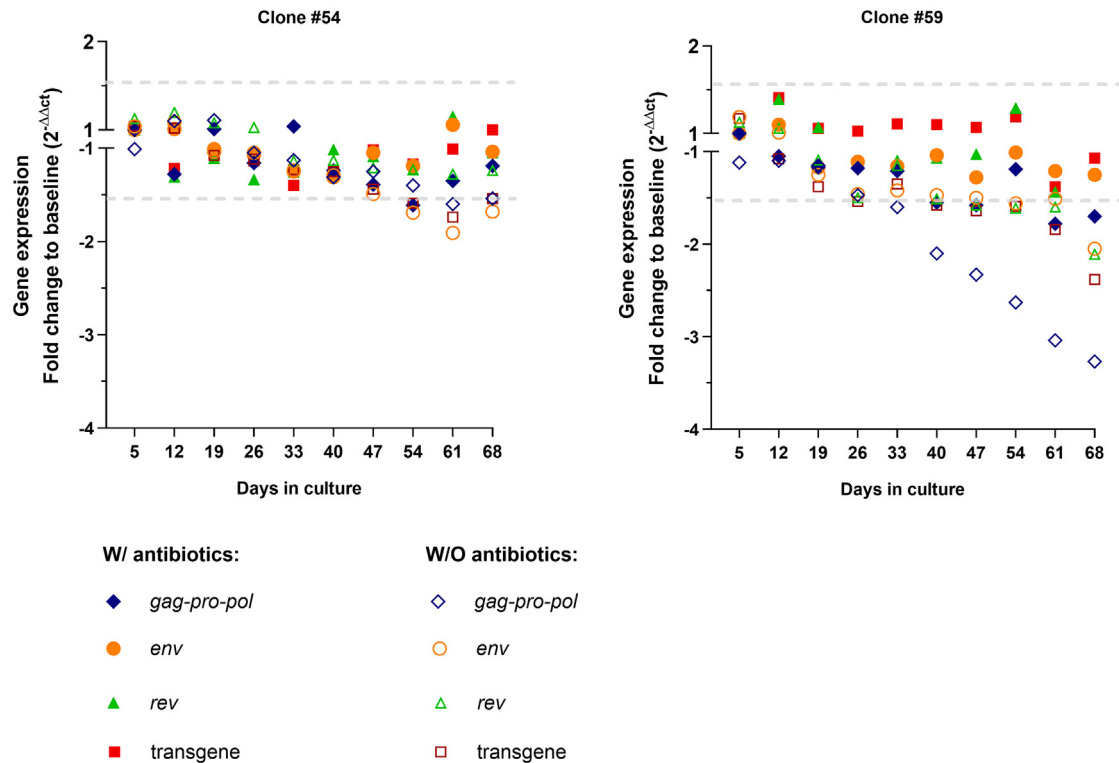 Clone #54
2
1
-1
-2
-3
-4
Gene expression
Fold change to baseline (2-ΔΔct)
5 12 19 26 33 40 47 54 61 68
Days in culture
Clone #59
2
1
-1
-2
-3
-4
Gene expression
Fold change to baseline (2-ΔΔct)
5 12 19 26 33 40 47 54 61 68
Days in culture
W/ antibiotics:
gag-pro-pol
env
rev
transgene
W/O antibiotics:
gag-pro-pol
env
rev
transgene